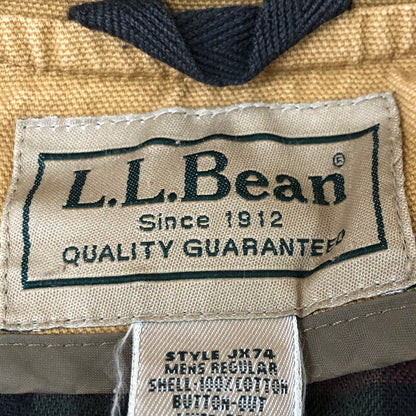 L.L.Bean®
Since 1912
QUALITY GUARANTEED
STYLE JX74
MENS REGULAR
SHELL:100%COTTON
BUTTON-OUT